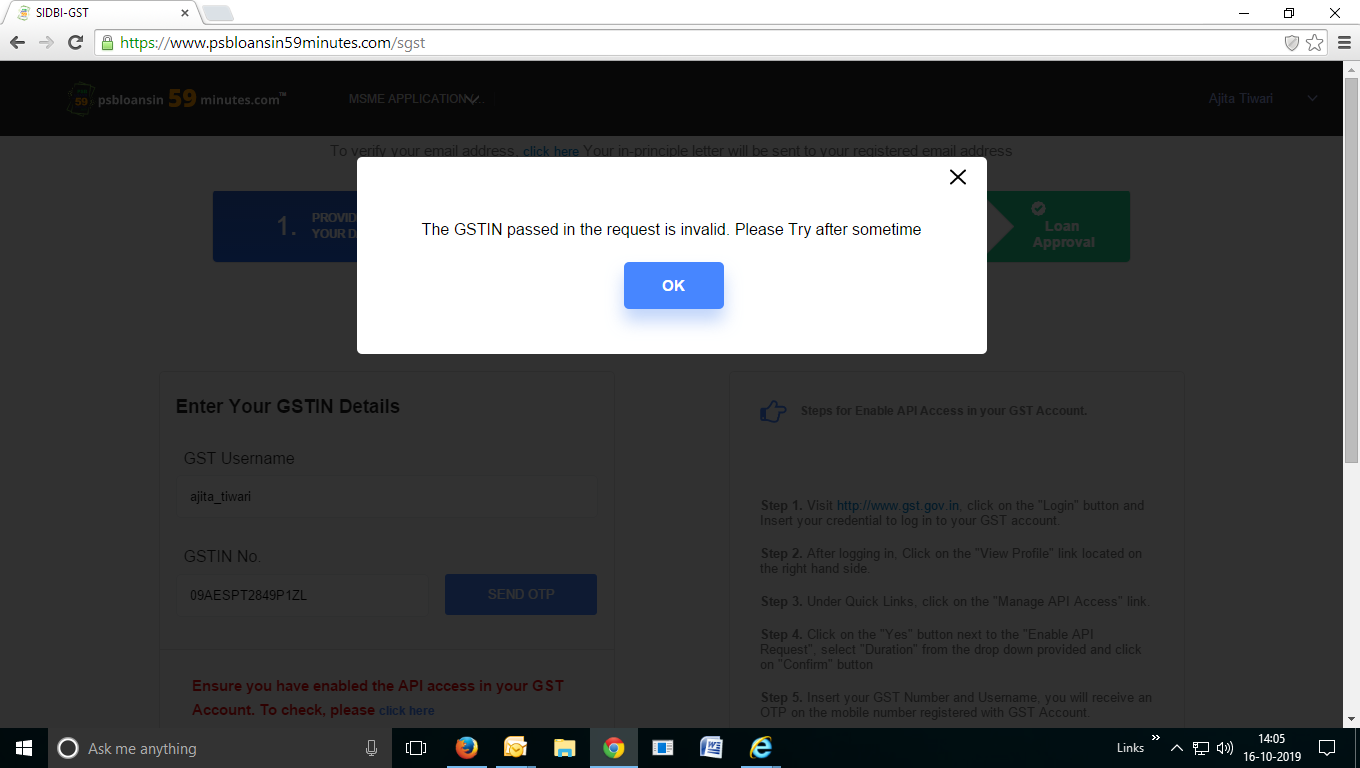 SIDBI-GST
https://www.psbloansin59minutes.com/sgst
59 psbloansin 59 minutes.com™
MSME APPLICATION
Ajita Tiwari
To verify your email address, click here Your in-principle letter will be sent to your registered email address
1. PROVID
YOUR D
Loan
Approval
The GSTIN passed in the request is invalid. Please Try after sometime
OK
Enter Your GSTIN Details
GST Username
ajita_tiwari
GSTIN No.
09AESPT2849P1ZL
SEND OTP
Ensure you have enabled the API access in your GST
Account. To check, please click here
Steps for Enable API Access in your GST Account.
Step 1. Visit http://www.gst.gov.in, click on the "Login" button and
Insert your credential to log in to your GST account.
Step 2. After logging in, Click on the "View Profile" link located on
the right hand side.
Step 3. Under Quick Links, click on the "Manage API Access" link.
Step 4. Click on the "Yes" button next to the "Enable API
Request", select "Duration" from the drop down provided and click
on "Confirm" button
Step 5. Insert your GST Number and Username, you will receive an
OTP on the mobile number registered with GST Account.
Ask me anything
Links
14:05
16-10-2019